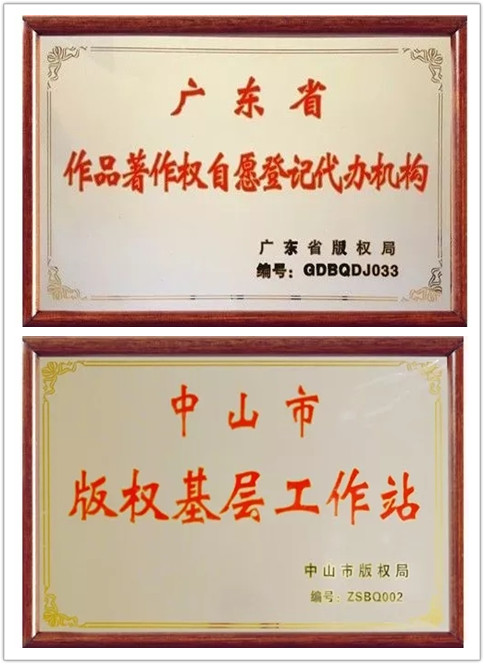 广东省
作品著作权自愿登记代办机构
广东省版权局
编号：GDBQDJ033
中山市
版权基层工作站
中山市版权局
编号：ZSBQ002